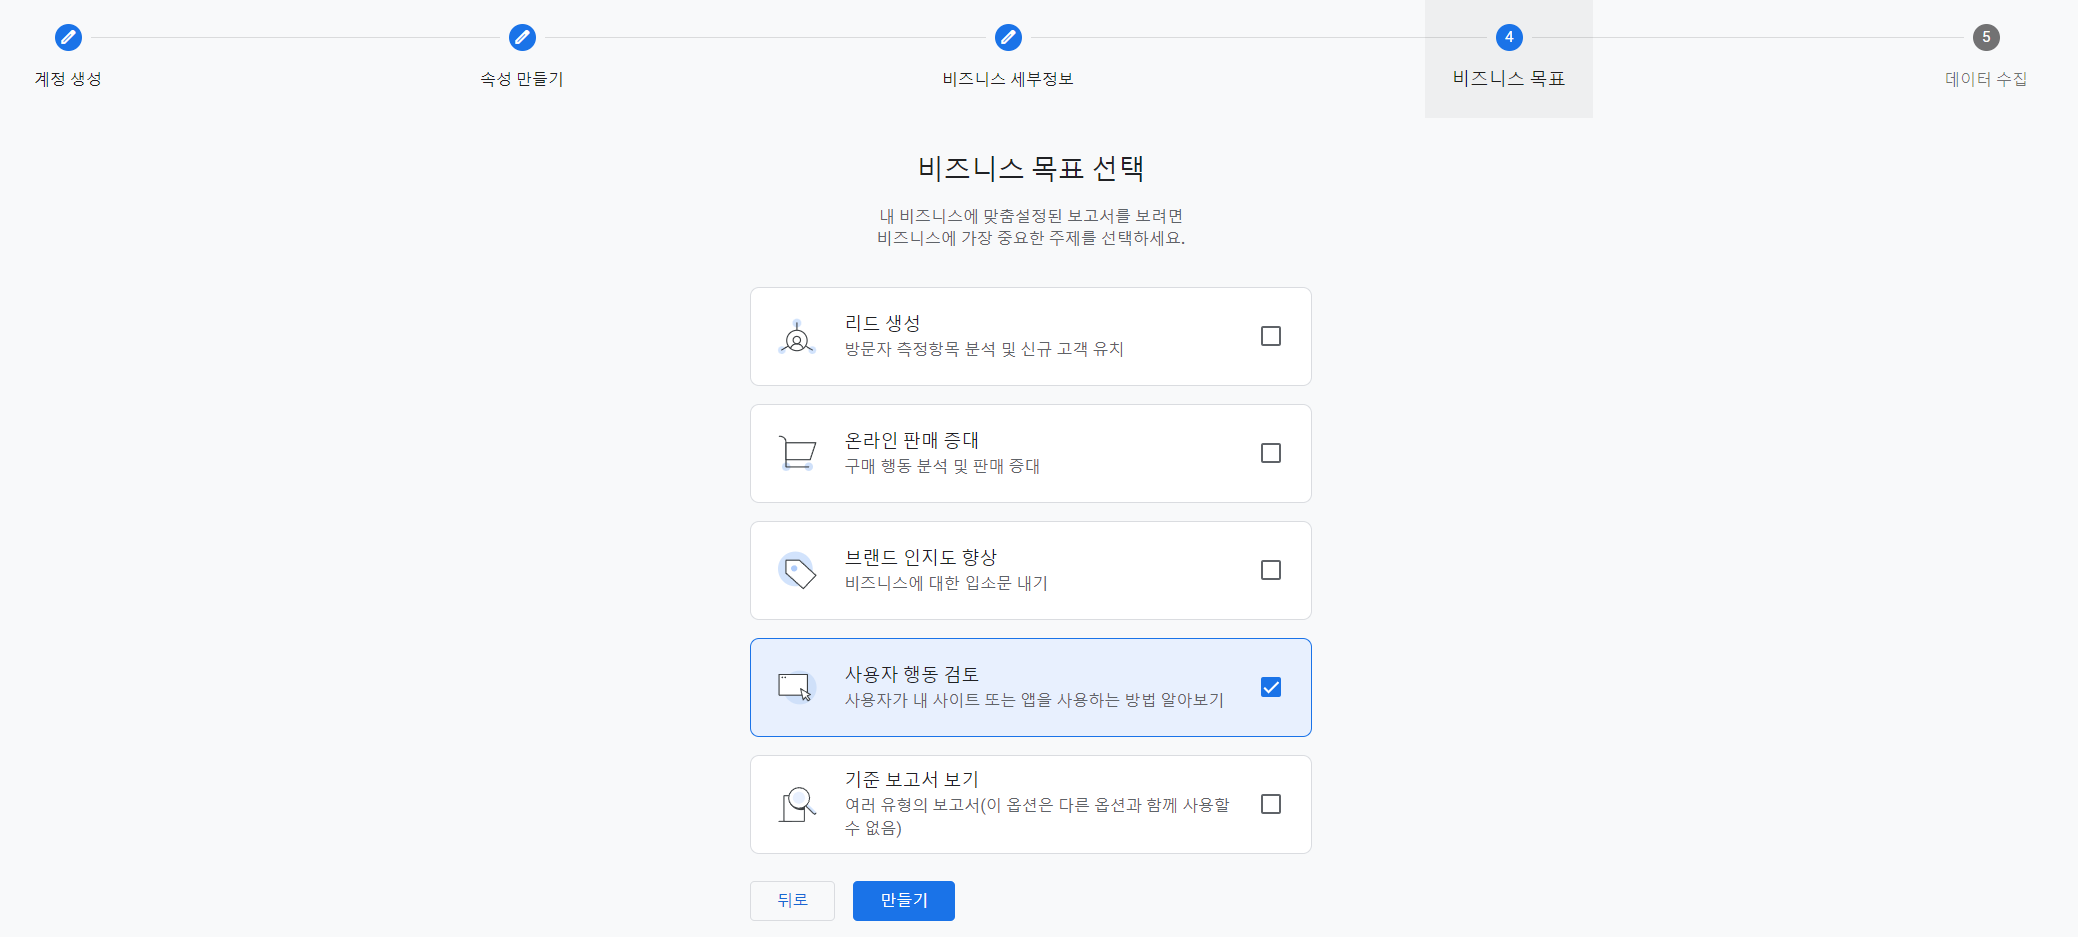 4
5
계정 생성
속성 만들기
비즈니스 세부정보
비즈니스 목표
데이터 수집
비즈니스 목표 선택
내 비즈니스에 맞춤설정된 보고서를 보려면
비즈니스에 가장 중요한 주제를 선택하세요.
리드 생성
방문자 측정항목 분석 및 신규 고객 유치
온라인 판매 증대
구매 행동 분석 및 판매 증대
브랜드 인지도 향상
비즈니스에 대한 입소문 내기
사용자 행동 검토
사용자가 내 사이트 또는 앱을 사용하는 방법 알아보기
기준 보고서 보기
여러 유형의 보고서(이 옵션은 다른 옵션과 함께 사용할
수 없음)
뒤로
만들기